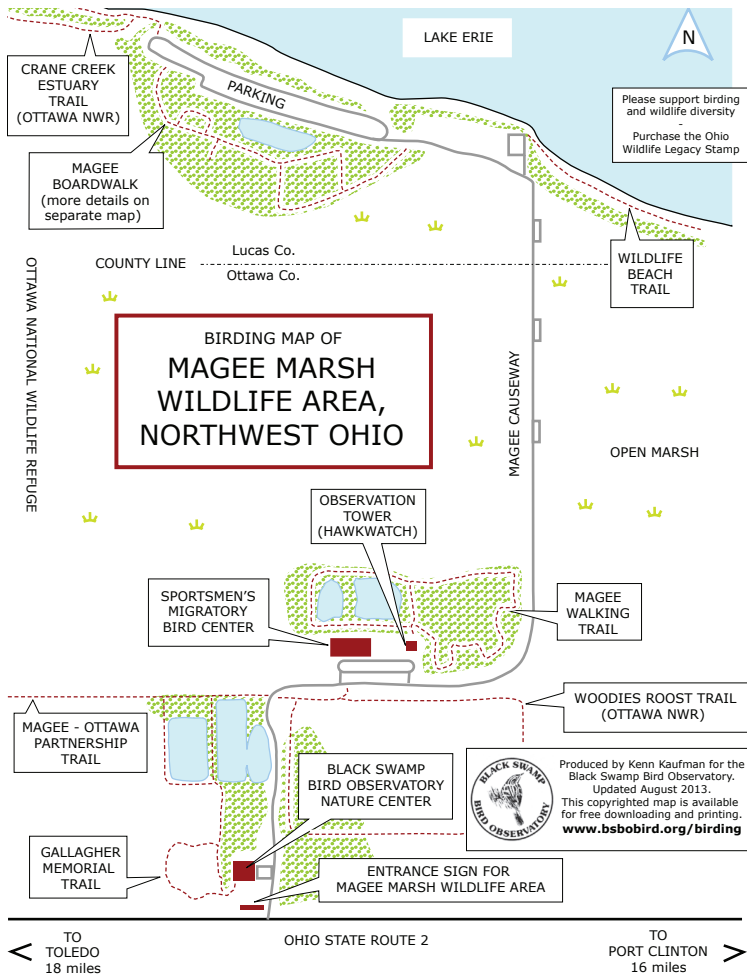 LAKE ERIE
N
CRANE CREEK
ESTUARY
TRAIL
(OTTAWA NWR)
PARKING
Please support birding
and wildlife diversity
-
Purchase the Ohio
Wildlife Legacy Stamp
MAGEE
BOARDWALK
(more details on
separate map)
WILDLIFE
BEACH
TRAIL
COUNTY LINE
Lucas Co.
Ottawa Co.
OTTAWA NATIONAL WILDLIFE REFUGE
BIRDING MAP OF
MAGEE MARSH
WILDLIFE AREA,
NORTHWEST OHIO
MAGEE CAUSEWAY
OPEN MARSH
OBSERVATION
TOWER
(HAWKWATCH)
SPORTSMEN'S
MIGRATORY
BIRD CENTER
MAGEE
WALKING
TRAIL
WOODIES ROOST TRAIL
(OTTAWA NWR)
MAGEE - OTTAWA
PARTNERSHIP
TRAIL
BLACK SWAMP
BIRD OBSERVATORY
NATURE CENTER
BLACK SWAMP
BIRD OBSERVATORY
Produced by Kenn Kaufman for the
Black Swamp Bird Observatory.
Updated August 2013.
This copyrighted map is available
for free downloading and printing.
www.bsbobird.org/birding
GALLAGHER
MEMORIAL
TRAIL
ENTRANCE SIGN FOR
MAGEE MARSH WILDLIFE AREA
TO
TOLEDO
18 miles
OHIO STATE ROUTE 2
TO
PORT CLINTON
16 miles